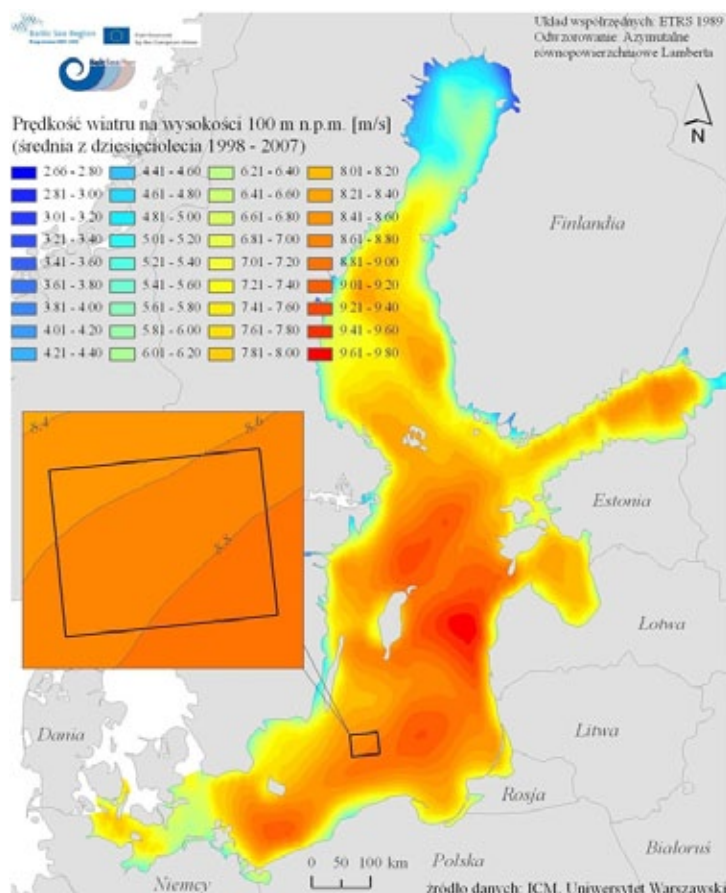 Baltic Sea Region
Układ współrzędnych: ETRS 1989
Odwzorowanie: Azymutalne
równopowierzchniowe Lamberta
N
Prędkość wiatru na wysokości 100 m n.p.m. [m/s]
(średnia z dziesięciolecia 1998 - 2007)
2.66 - 2.80
2.81 - 3.00
3.01 - 3.20
3.21 - 3.40
3.41 - 3.60
3.61 - 3.80
3.81 - 4.00
4.01 - 4.20
4.21 - 4.40
4.41 - 4.60
4.61 - 4.80
4.81 - 5.00
5.01 - 5.20
5.21 - 5.40
5.41 - 5.60
5.61 - 5.80
5.81 - 6.00
6.01 - 6.20
6.21 - 6.40
6.41 - 6.60
6.61 - 6.80
6.81 - 7.00
7.01 - 7.20
7.21 - 7.40
7.41 - 7.60
7.61 - 7.80
7.81 - 8.00
8.01 - 8.20
8.21 - 8.40
8.41 - 8.60
8.61 - 8.80
8.81 - 9.00
9.01 - 9.20
9.21 - 9.40
9.41 - 9.60
9.61 - 9.80
Finlandia
8,4
8,6
8,8
Estonia
Łotwa
Litwa
Dania
Rosja
Białoruś
Polska
Niemcy
0 50 100 km
źródło danych: ICM, Uniwersytet Warszawsk